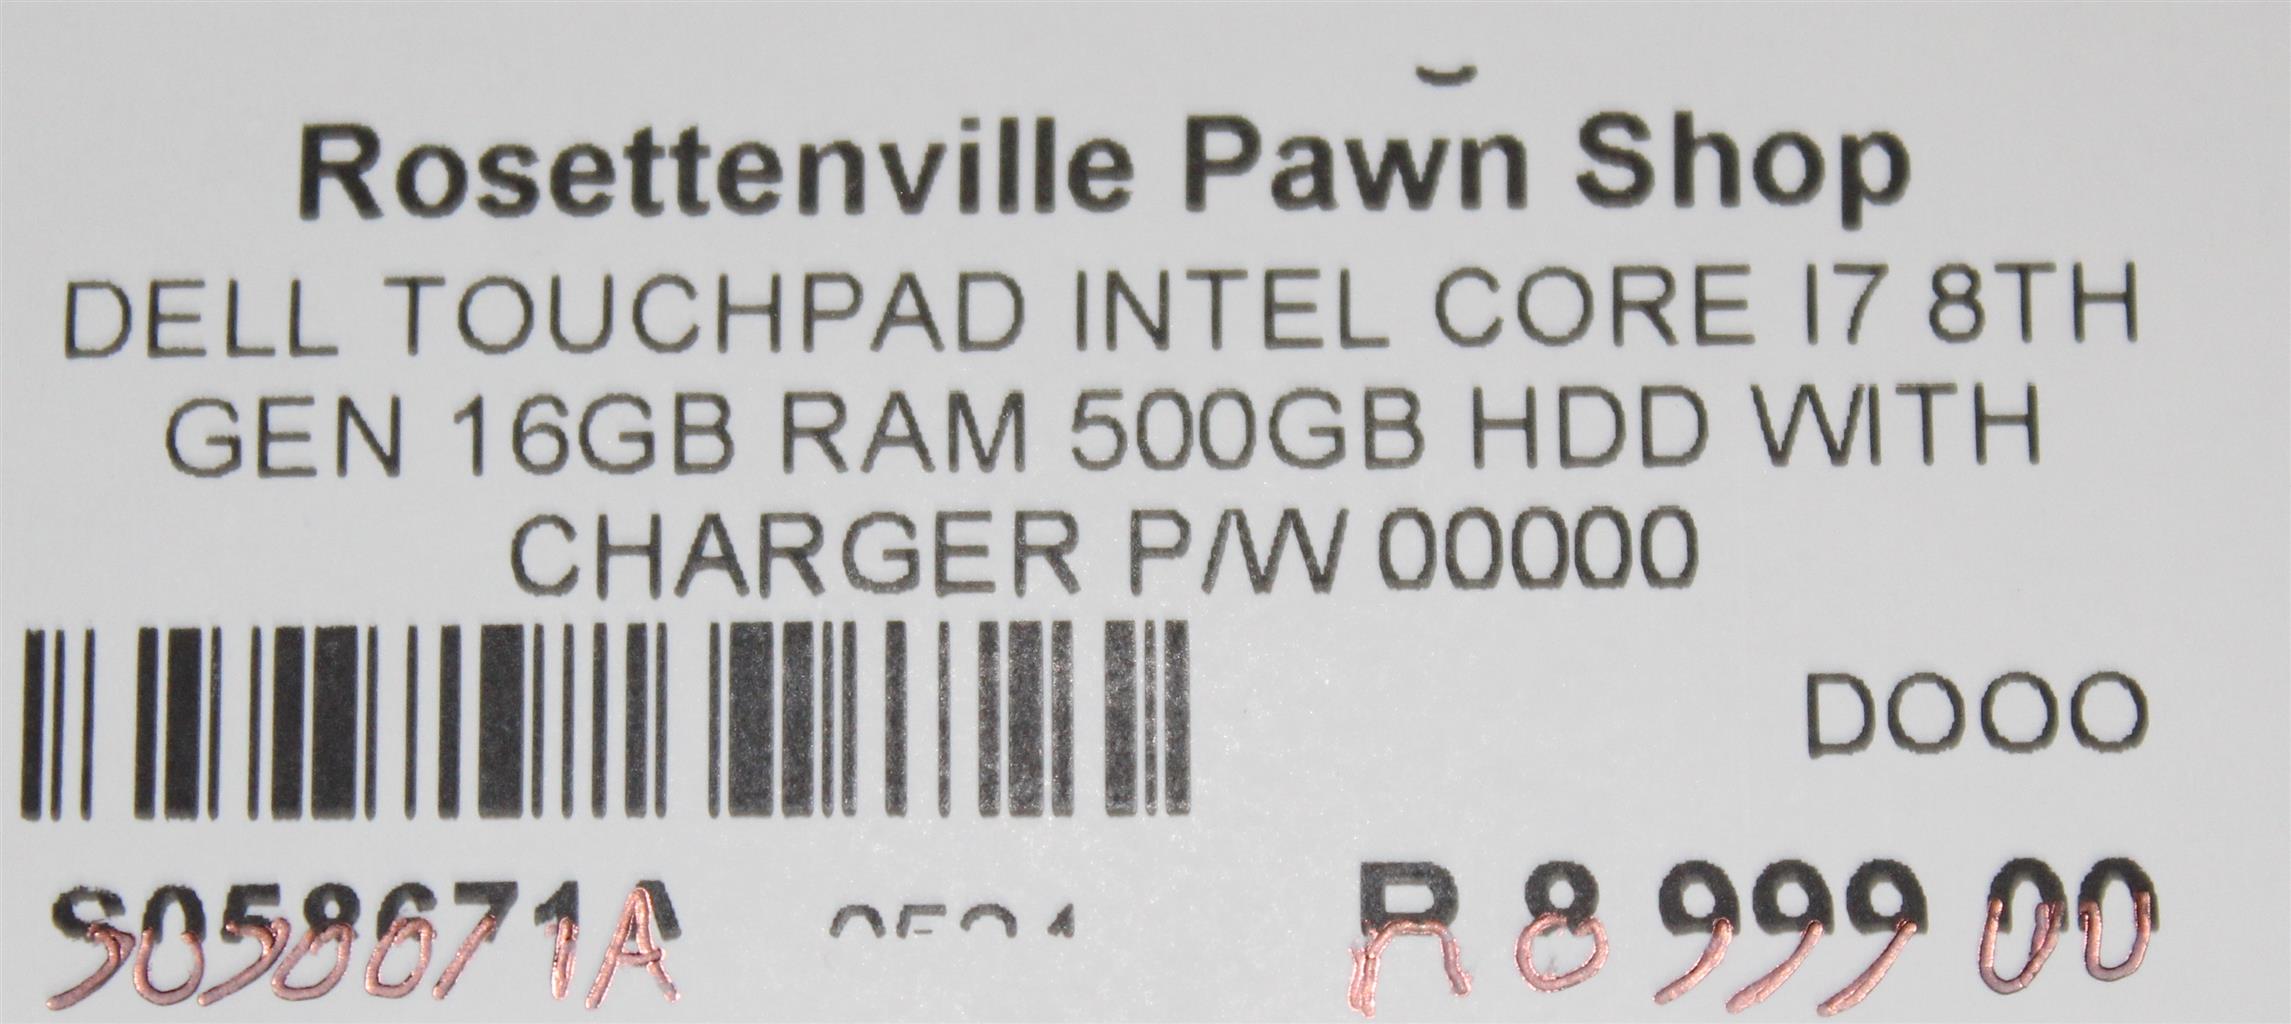 Rosettenville Pawn Shop
DELL TOUCHPAD INTEL CORE I7 8TH
GEN 16GB RAM 500GB HDD WITH
CHARGER P/W 00000
DOOO
S058671A R 8 999 00